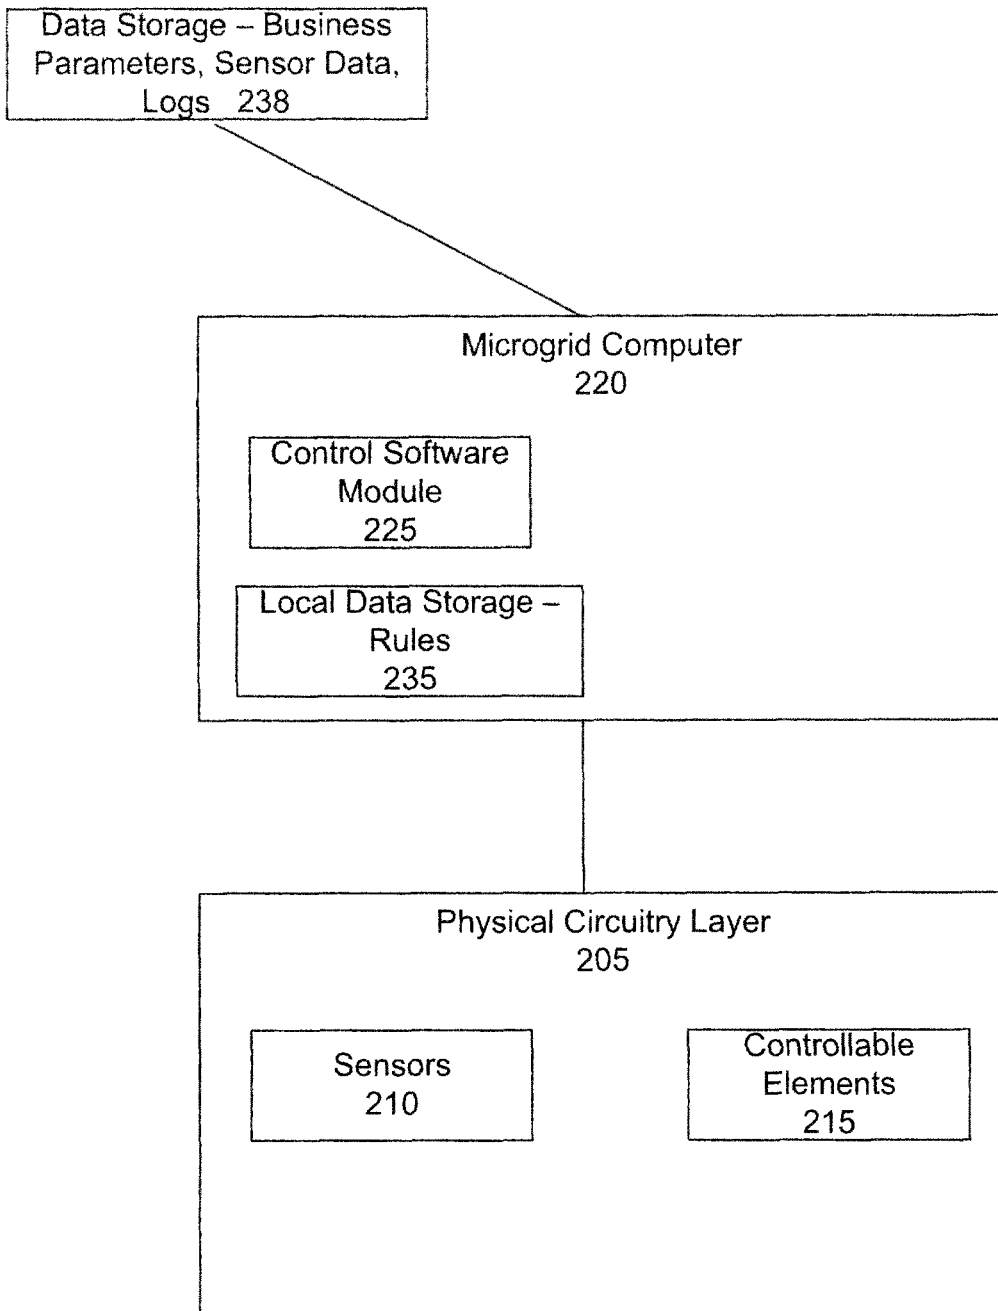 Data Storage – Business
Parameters, Sensor Data,
Logs 238
Microgrid Computer
220
Control Software
Module
225
Local Data Storage –
Rules
235
Physical Circuitry Layer
205
Sensors
210
Controllable
Elements
215